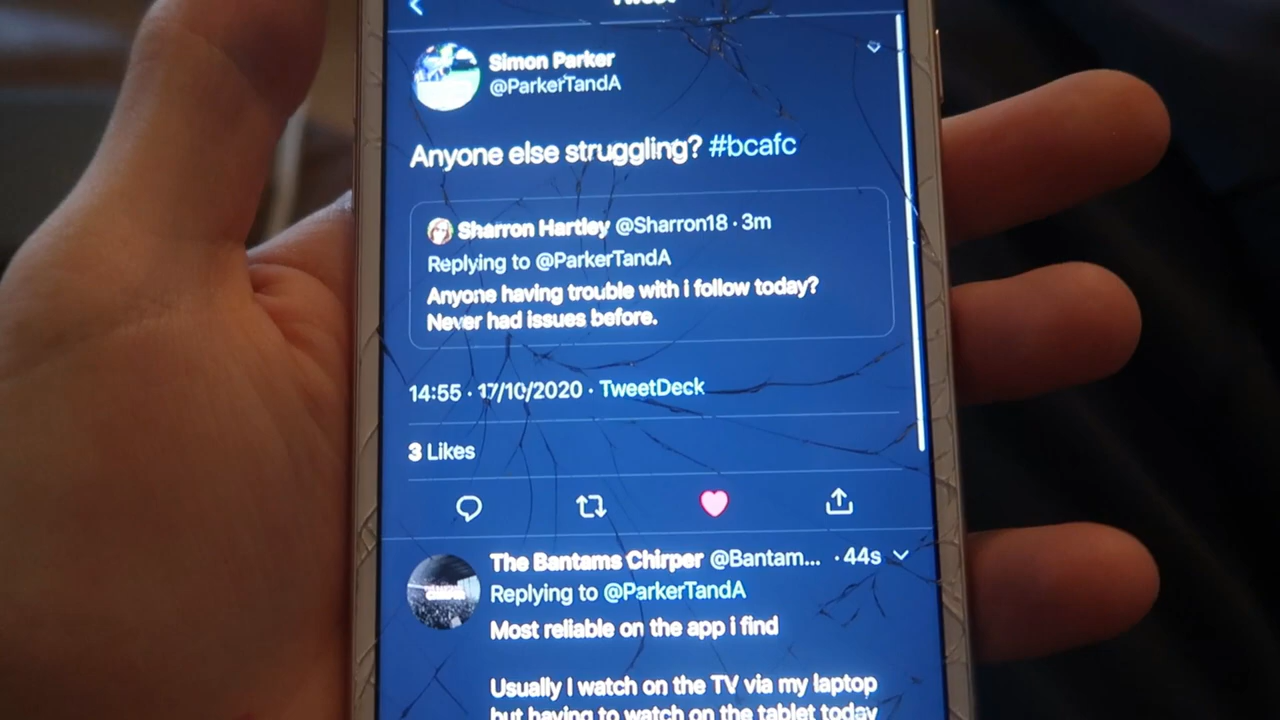 Tweet
Simon Parker
@ParkerTandA
Anyone else struggling? #bcafc
Sharron Hartley @Sharron18 · 3m
Replying to @ParkerTandA
Anyone having trouble with i follow today?
Never had issues before.
14:55 · 17/10/2020 · TweetDeck
3 Likes
The Bantams Chirper @Bantam... · 44s
Replying to @ParkerTandA
Most reliable on the app i find
Usually I watch on the TV via my laptop
but having to watch on the tablet today